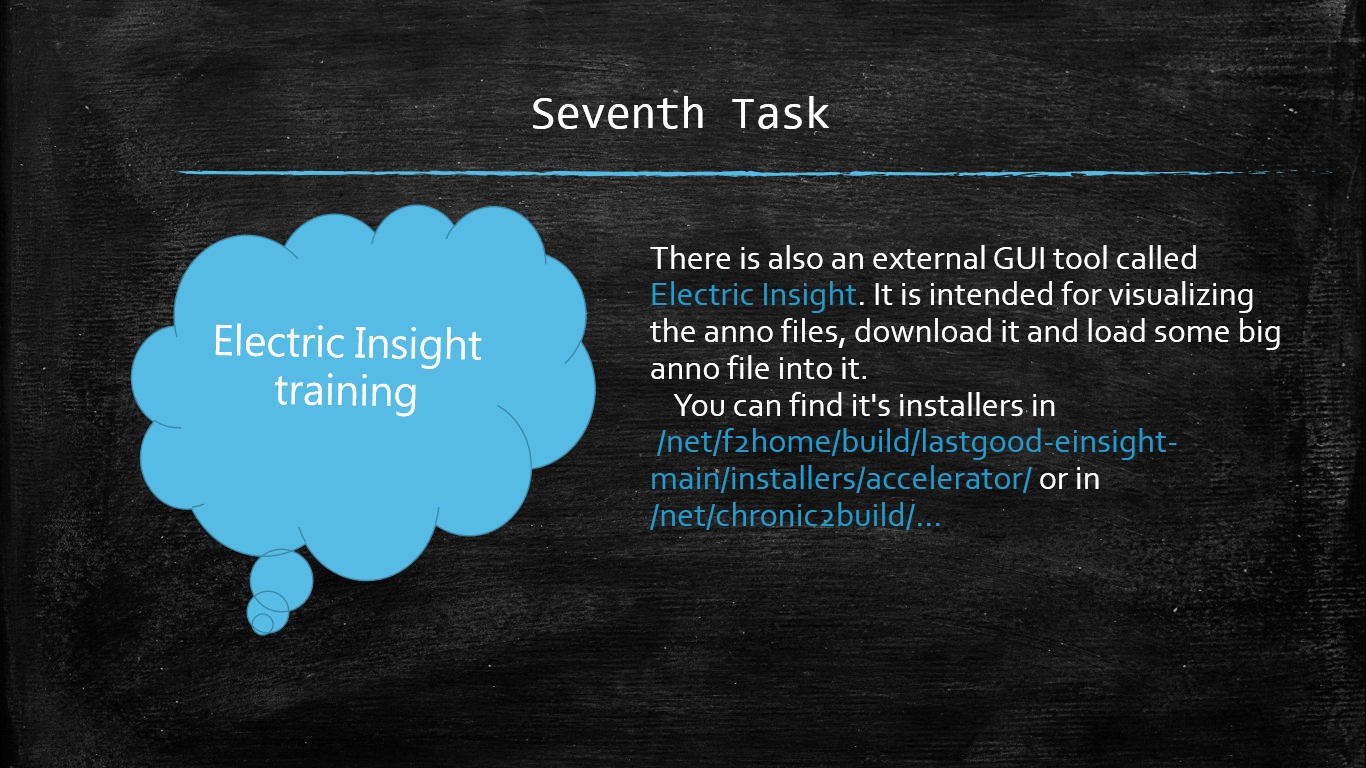 Seventh Task
Electric Insight
training
There is also an external GUI tool called
Electric Insight. It is intended for visualizing
the anno files, download it and load some big
anno file into it.
You can find it's installers in
/net/f2home/build/lastgood-einsight-
main/installers/accelerator/ or in
/net/chronic2build/...